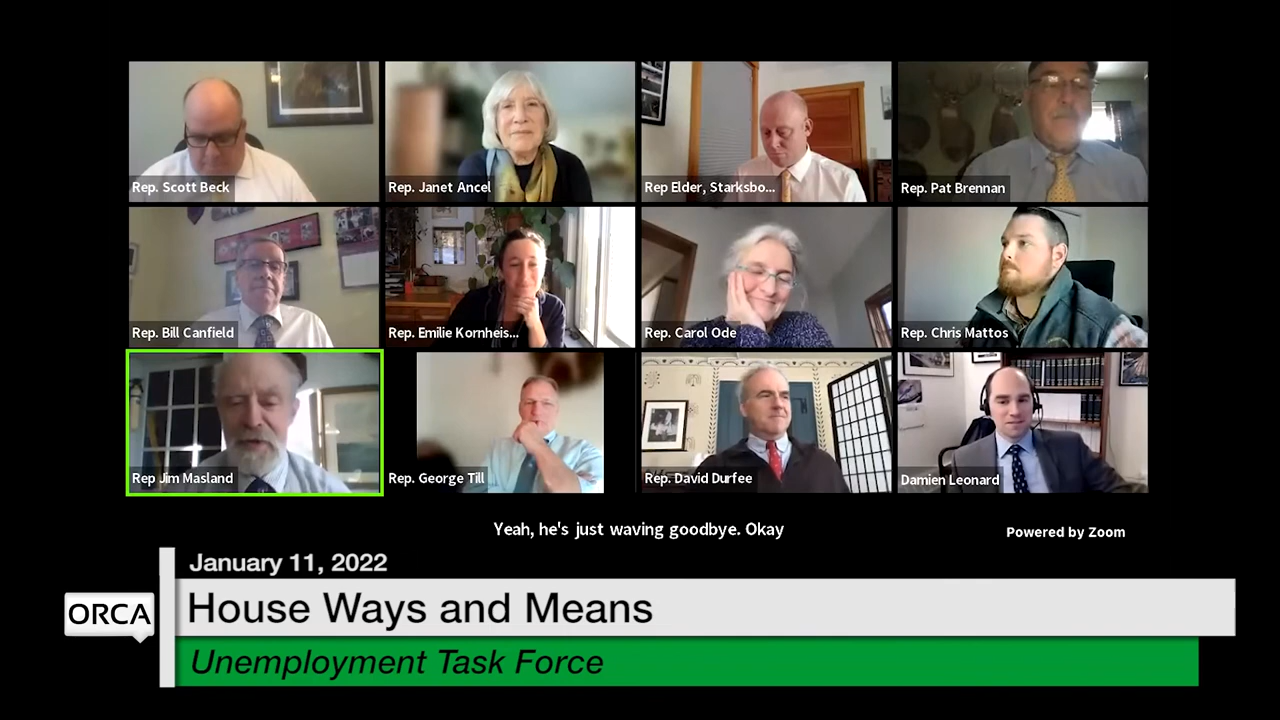 Rep. Scott Beck
Rep. Janet Ancel
Rep Elder, Starksbo...
Rep. Pat Brennan
Rep. Bill Canfield
Rep. Emilie Kornheis...
Rep. Carol Ode
Rep. Chris Mattos
Rep Jim Masland
Rep. George Till
Rep. David Durfee
Damien Leonard
Yeah, he's just waving goodbye. Okay
Powered by Zoom
January 11, 2022
ORCA
House Ways and Means
Unemployment Task Force